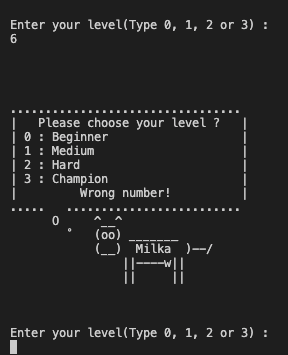 Enter your level(Type 0, 1, 2 or 3) :
6
.................................
|   Please choose your level ?   |
| 0 : Beginner                   |
| 1 : Medium                     |
| 2 : Hard                       |
| 3 : Champion                   |
|         Wrong number!          |
.....   .........................
      O     ^__^
        °   (oo) _______
            (__)  Milka  )--/
                ||----w||
                ||     ||
Enter your level(Type 0, 1, 2 or 3) :